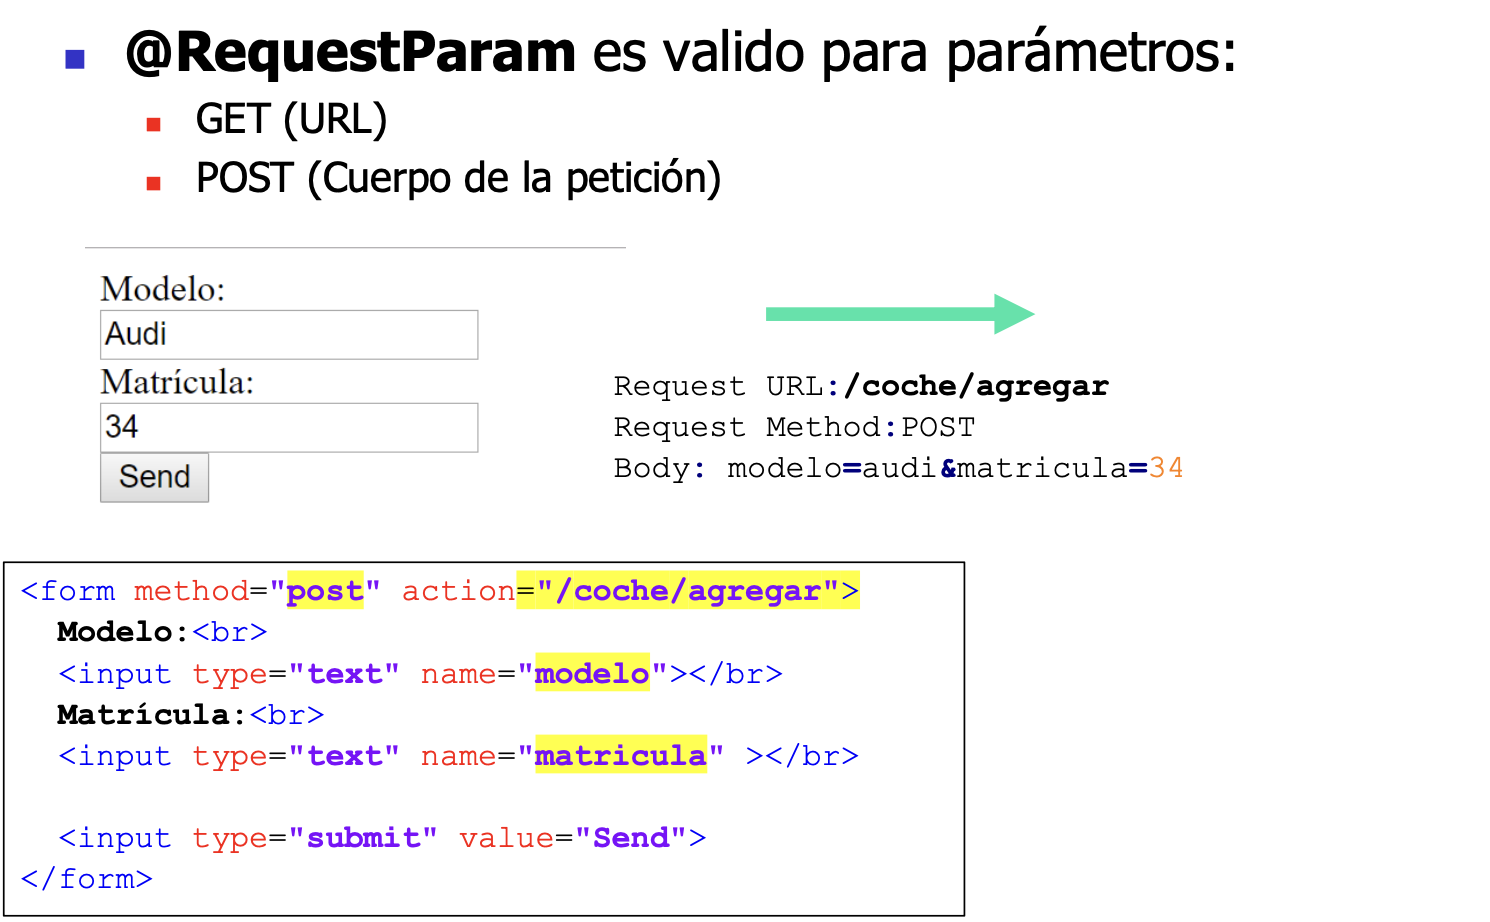 @RequestParam es valido para parámetros:
GET (URL)
POST (Cuerpo de la petición)
Modelo:
Audi
Matrícula:
34
Send
Request URL:/coche/agregar
Request Method:POST
Body: modelo=audi&matricula=34
<form method="post" action="/coche/agregar">
Modelo:<br>
<input type="text" name="modelo"></br>
Matrícula:<br>
<input type="text" name="matricula" ></br>
<input type="submit" value="Send">
</form>